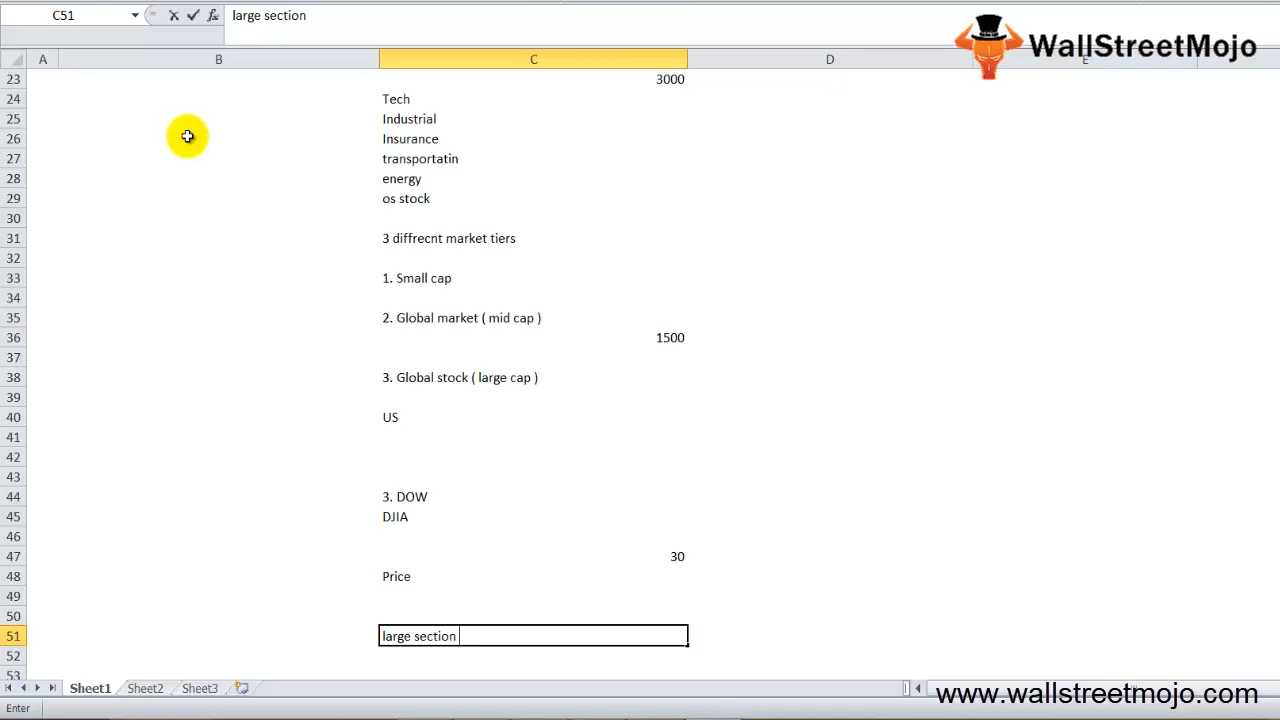 C51 large section
WallStreetMojo
A B C D E
23 3000
24 Tech
25 Industrial
26 Insurance
27 transportatin
28 energy
29 os stock
30
31 3 diffrecnt market tiers
32
33 1. Small cap
34
35 2. Global market ( mid cap )
36 1500
37
38 3. Global stock ( large cap )
39
40 US
41
42
43
44 3. DOW
45 DJIA
46
47 30
48 Price
49
50
51 large section
52
53
Sheet1 Sheet2 Sheet3
www.wallstreetmojo.com
Enter